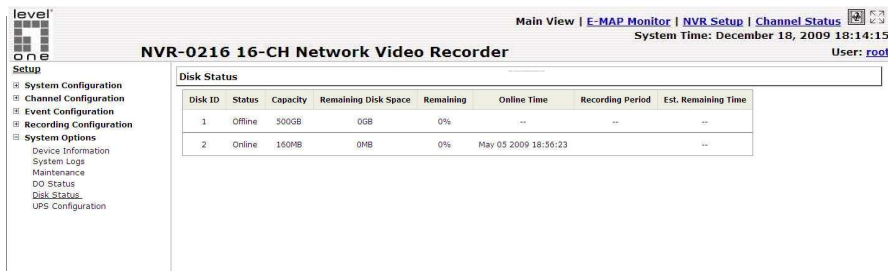 level
one
Main View | E-MAP Monitor | NVR Setup | Channel Status
System Time: December 18, 2009 18:14:15
NVR-0216 16-CH Network Video Recorder
User: root
Setup
System Configuration
Channel Configuration
Event Configuration
Recording Configuration
System Options
Device Information
System Logs
Maintenance
DO Status
Disk Status
UPS Configuration
Disk Status
Disk ID Status Capacity Remaining Disk Space Remaining Online Time Recording Period Est. Remaining Time
1 Offline 500GB 0GB 0% -- -- --
2 Online 160MB 0MB 0% May 05 2009 18:56:23 --